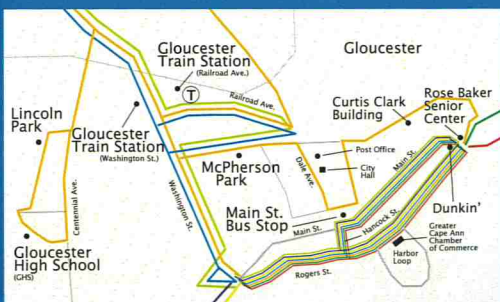 Gloucester
Train Station
(Railroad Ave.)
T
Railroad Ave.
Gloucester
Lincoln
Park
Gloucester
Train Station
(Washington St.)
Curtis Clark
Building
Rose Baker
Senior
Center
Post Office
City
Hall
McPherson
Park
Dale Ave.
Main St.
Centennial Ave.
Washington St.
Main St.
Bus Stop
Main St.
Hancock St.
Dunkin'
Greater
Cape Ann
Chamber
of Commerce
Harbor
Loop
Gloucester
High School
(GHS)
Rogers St.